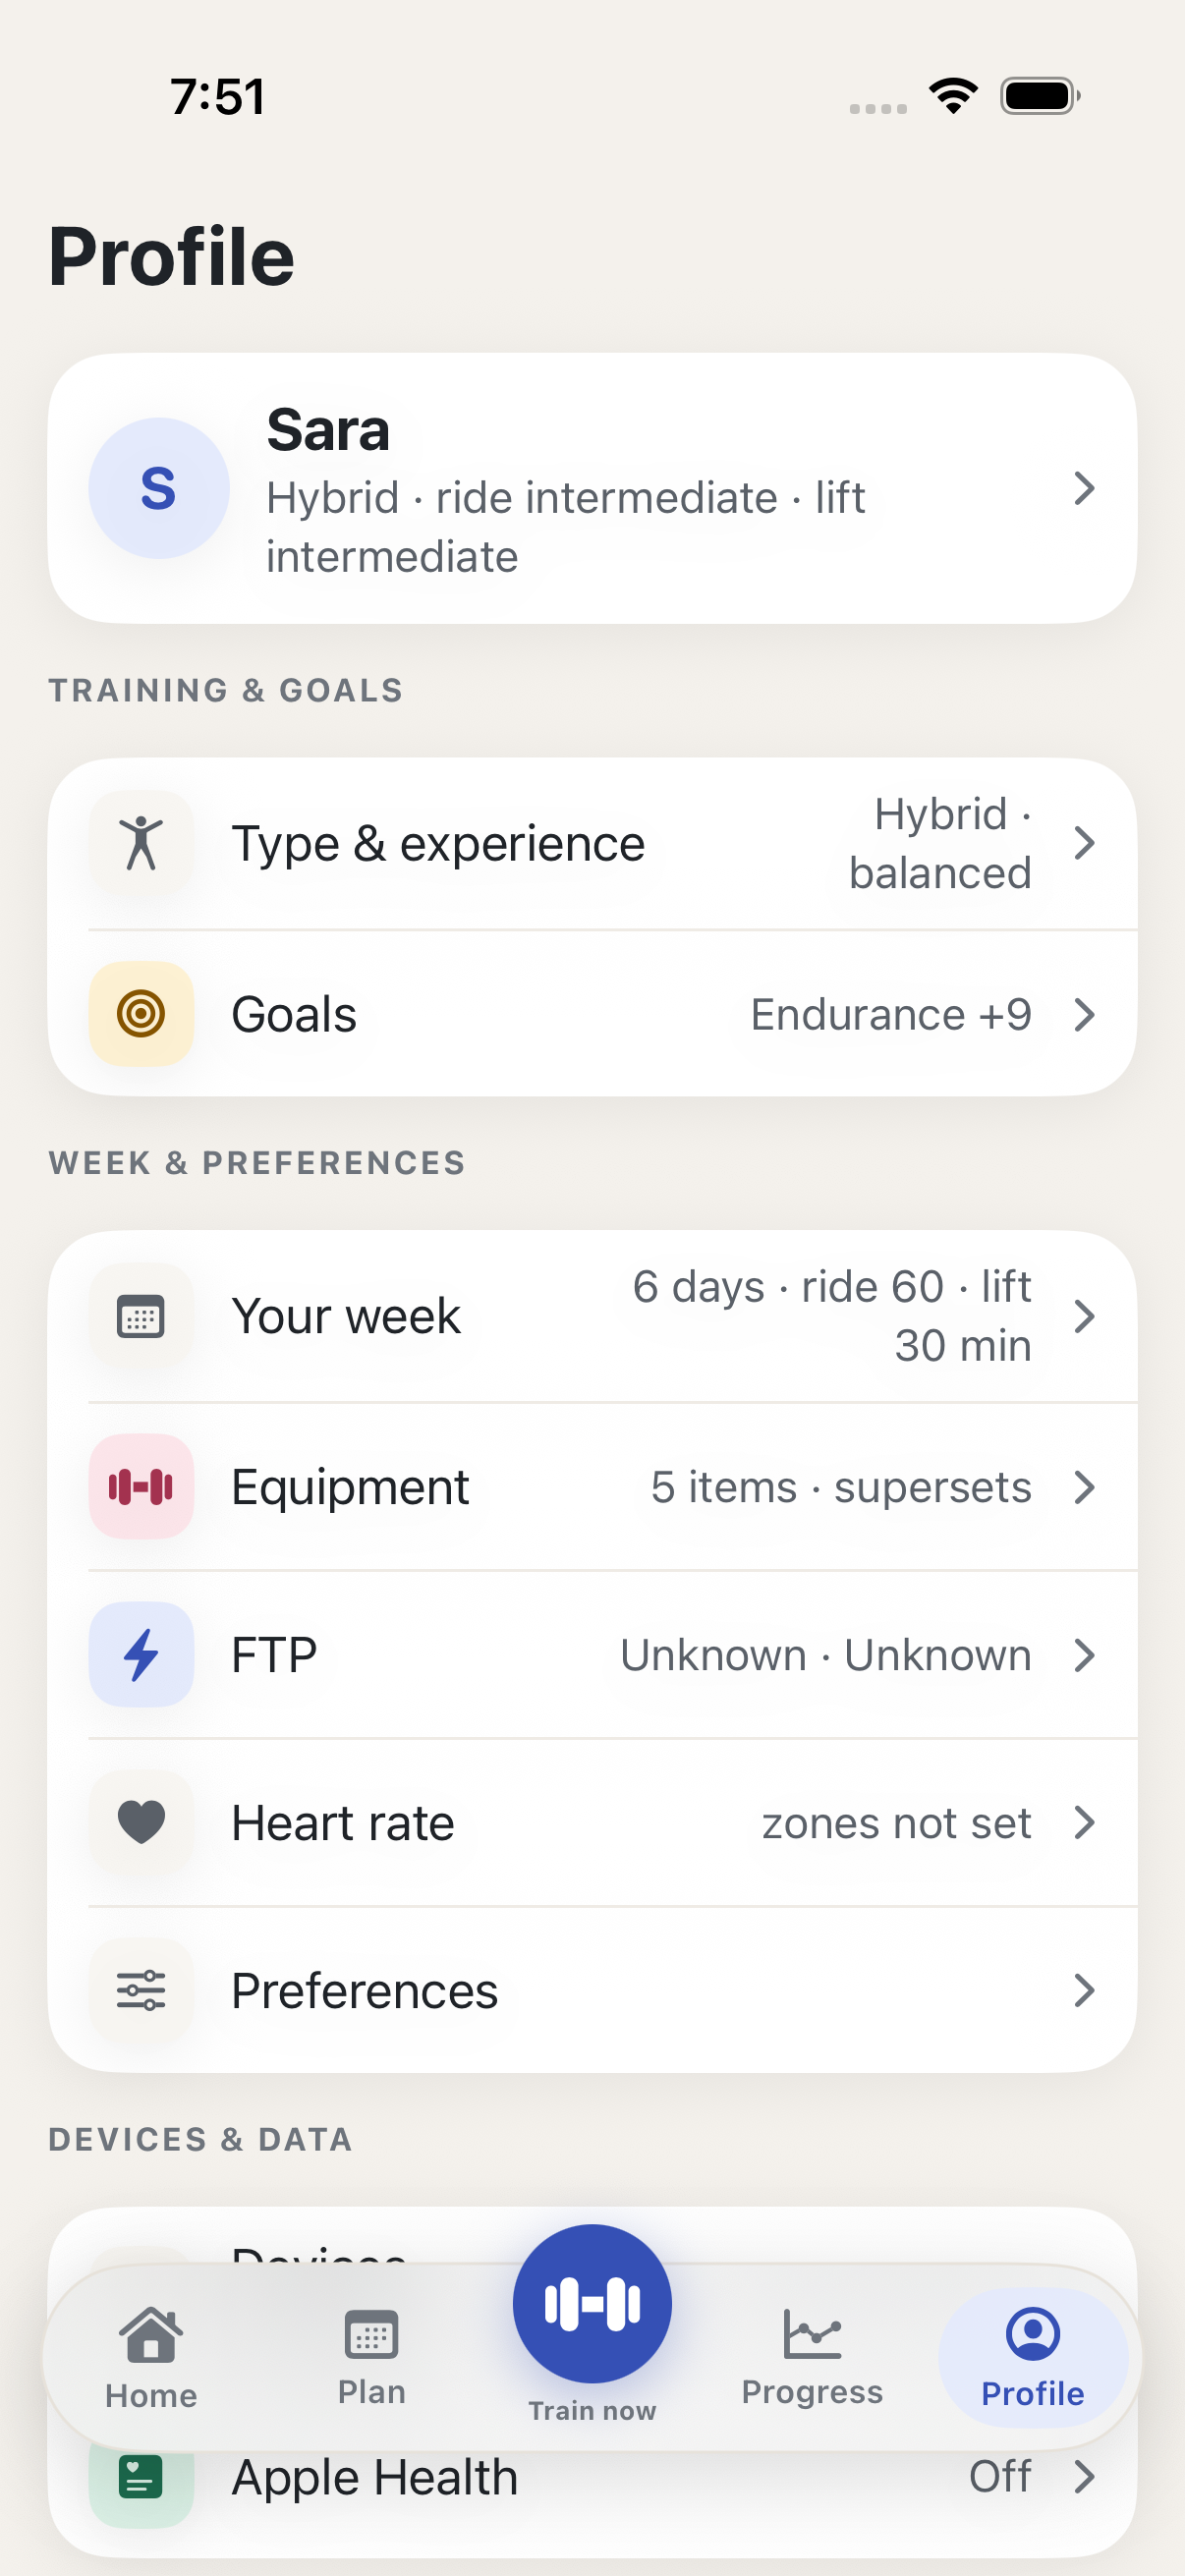 7:51
Profile
S
Sara
Hybrid · ride intermediate · lift
intermediate
TRAINING & GOALS
Type & experience
Hybrid ·
balanced
Goals
Endurance +9
WEEK & PREFERENCES
Your week
6 days · ride 60 · lift
30 min
Equipment
5 items · supersets
FTP
Unknown · Unknown
Heart rate
zones not set
Preferences
DEVICES & DATA
Devices
Home
Plan
Train now
Progress
Profile
Apple Health
Off